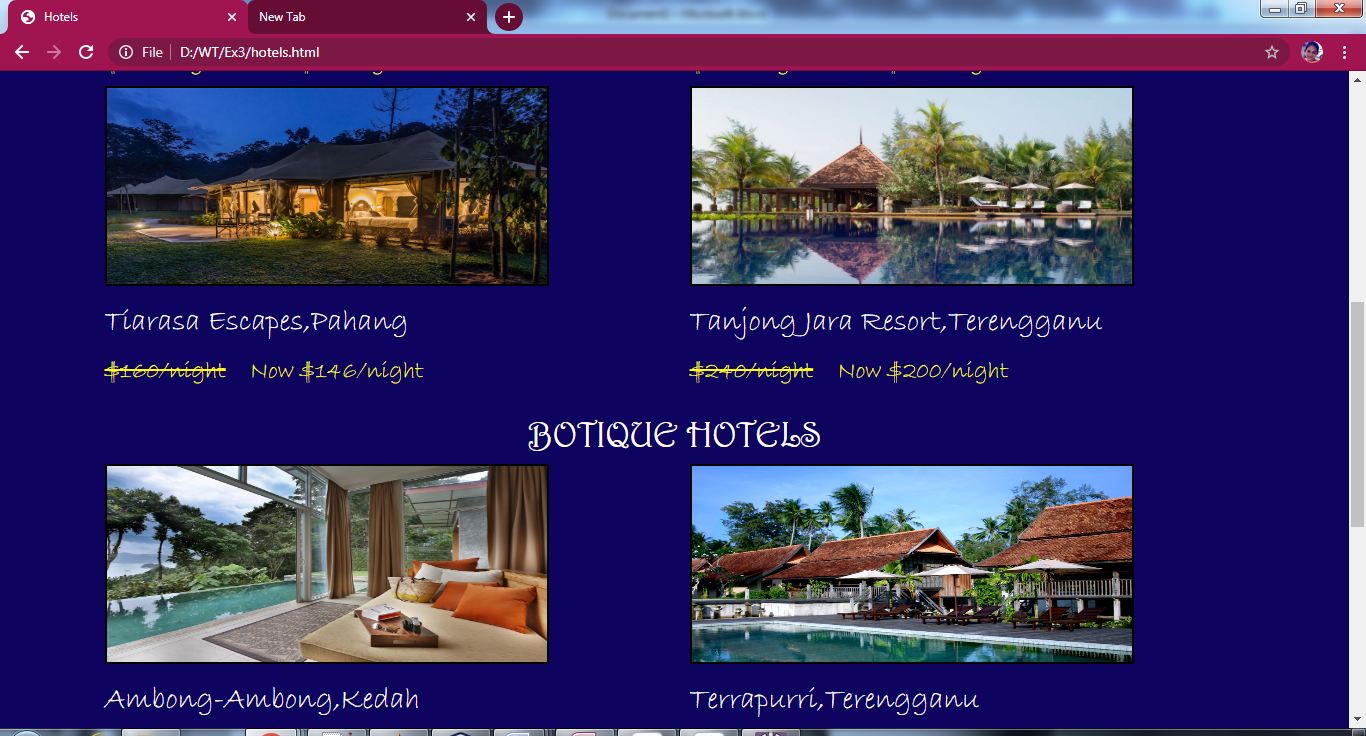 Hotels
New Tab
File D:/WT/Ex3/hotels.html
Tiarasa Escapes,Pahang
Tanjong Jara Resort,Terengganu
$160/night Now $146/night
$240/night Now $200/night
BOTIQUE HOTELS
Ambong-Ambong,Kedah
Terrapurri,Terengganu